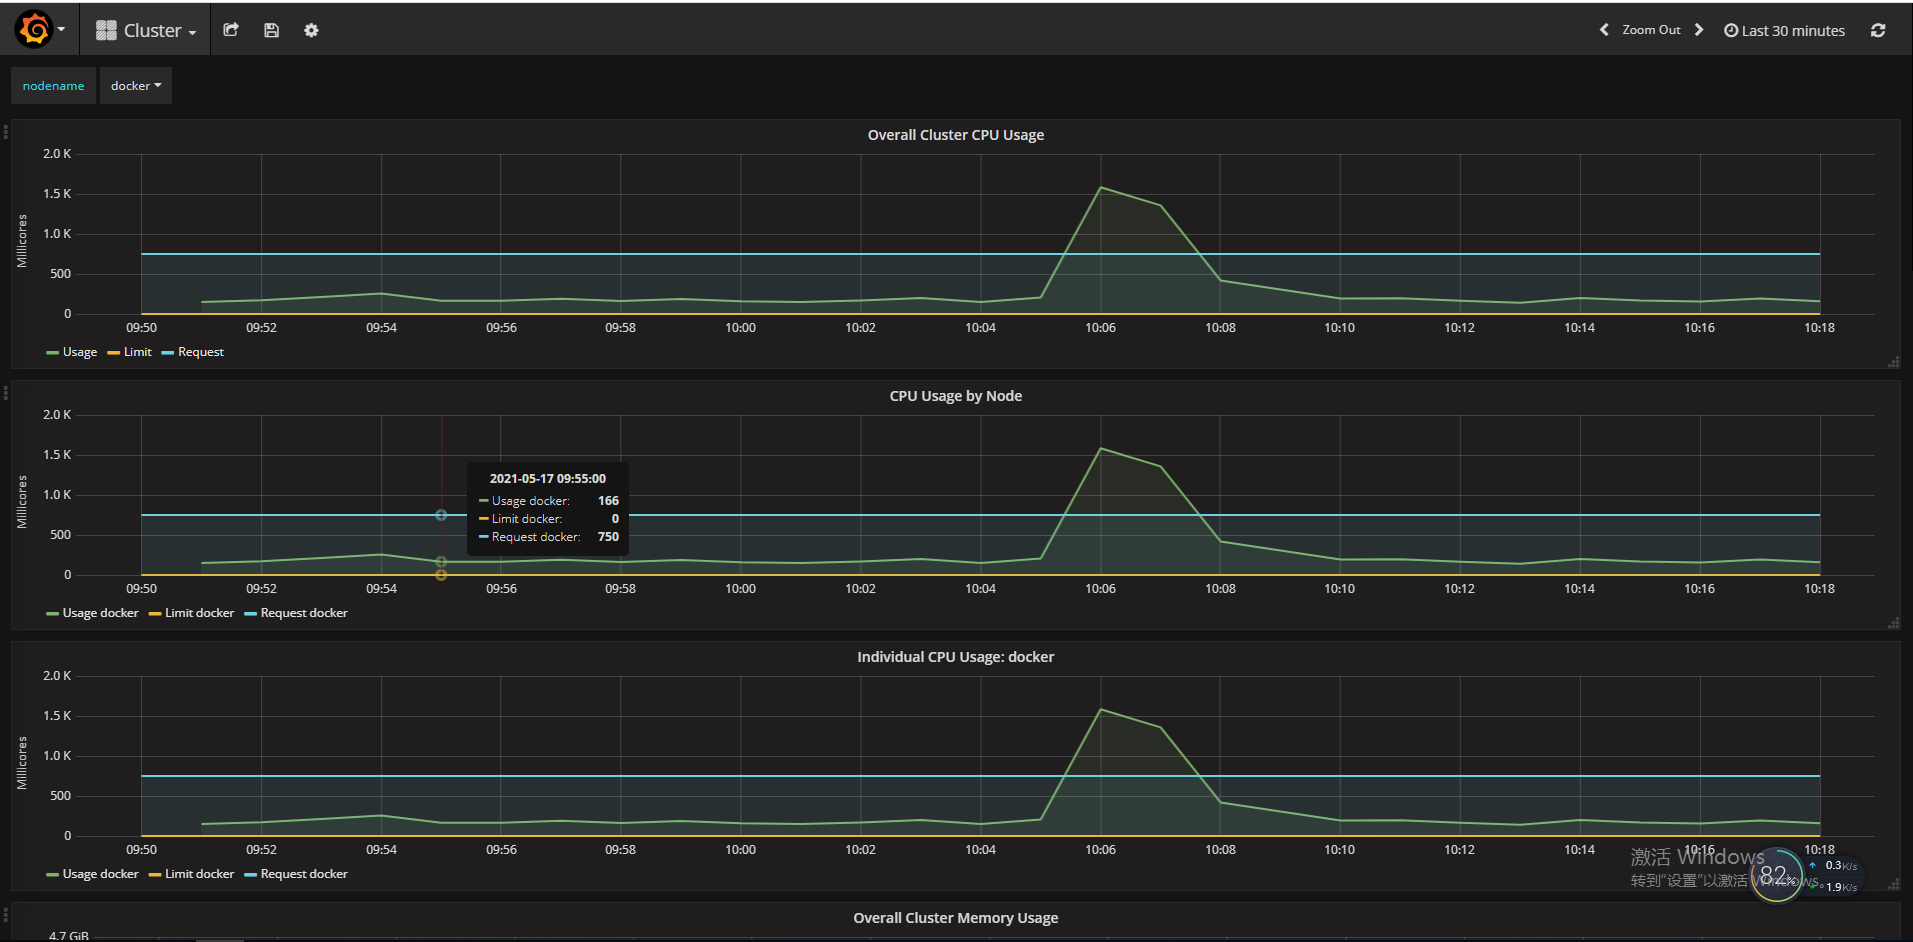 Cluster
Zoom Out
Last 30 minutes
nodename
docker
Overall Cluster CPU Usage
Millicores
2.0 K
1.5 K
1.0 K
500
0
09:50 09:52 09:54 09:56 09:58 10:00 10:02 10:04 10:06 10:08 10:10 10:12 10:14 10:16 10:18
Usage Limit Request
CPU Usage by Node
Millicores
2.0 K
1.5 K
1.0 K
500
0
2021-05-17 09:55:00
Usage docker: 166
Limit docker: 0
Request docker: 750
09:50 09:52 09:54 09:56 09:58 10:00 10:02 10:04 10:06 10:08 10:10 10:12 10:14 10:16 10:18
Usage docker Limit docker Request docker
Individual CPU Usage: docker
Millicores
2.0 K
1.5 K
1.0 K
500
0
09:50 09:52 09:54 09:56 09:58 10:00 10:02 10:04 10:06 10:08 10:10 10:12 10:14 10:16 10:18
Usage docker Limit docker Request docker
激活 Windows
转到“设置”以激活 Windows。
82%
0.3K/s
1.9K/s
Overall Cluster Memory Usage
4.7 GiB